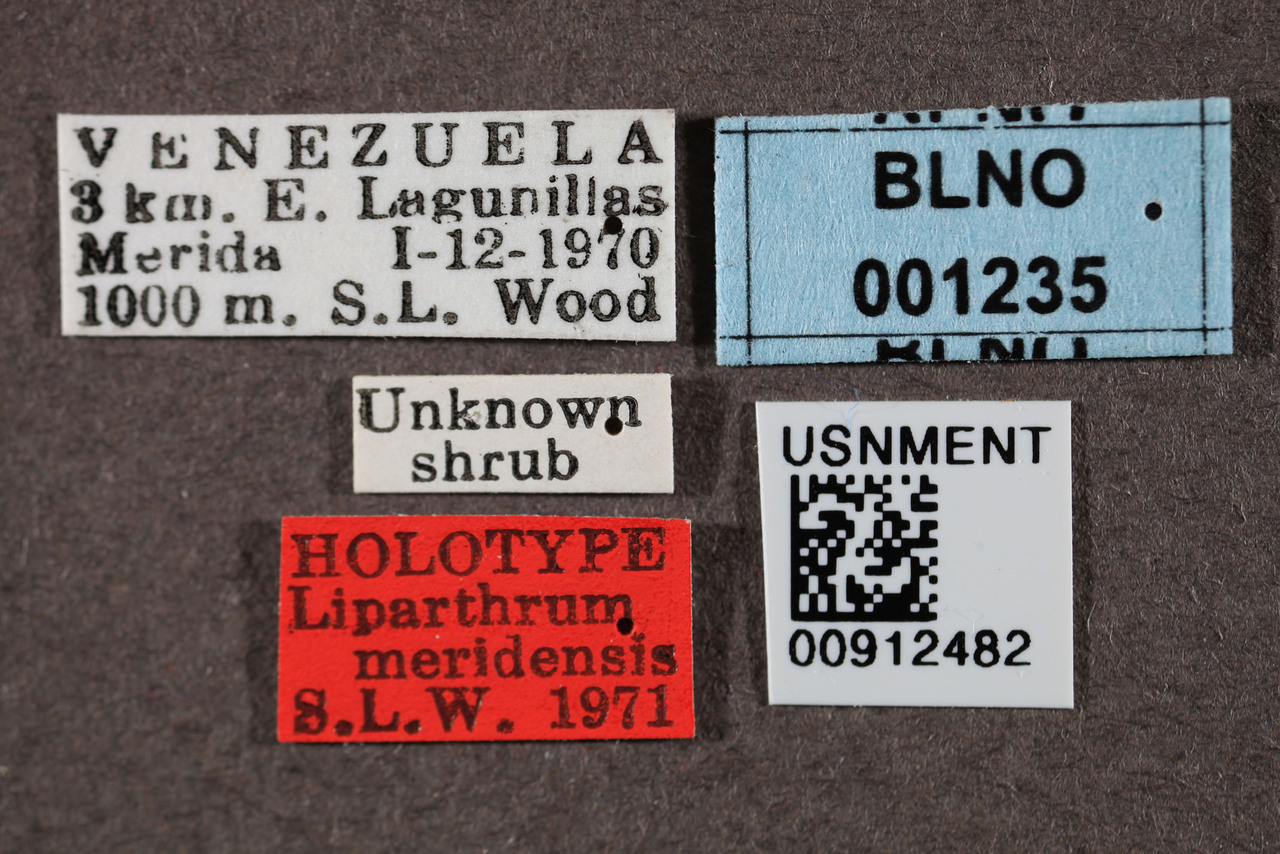 VENEZUELA
3 km. E. Lagunillas
Merida I-12-1970
1000 m. S.L. Wood
BLNO
001235
BLNO
Unknown
shrub
USNMENT
00912482
HOLOTYPE
Liparthrum
meridensis
S.L.W. 1971